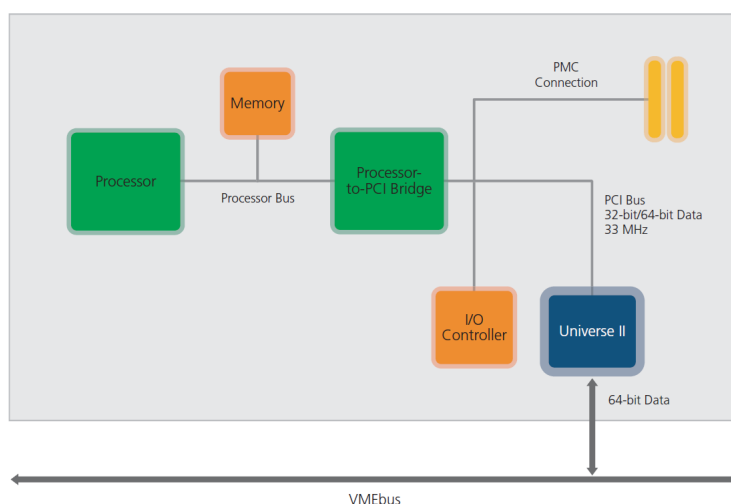 PMC
Connection
Memory
Processor
Processor-
to-PCI Bridge
Processor Bus
PCI Bus
32-bit/64-bit Data
33 MHz
I/O
Controller
Universe II
64-bit Data
VMEbus